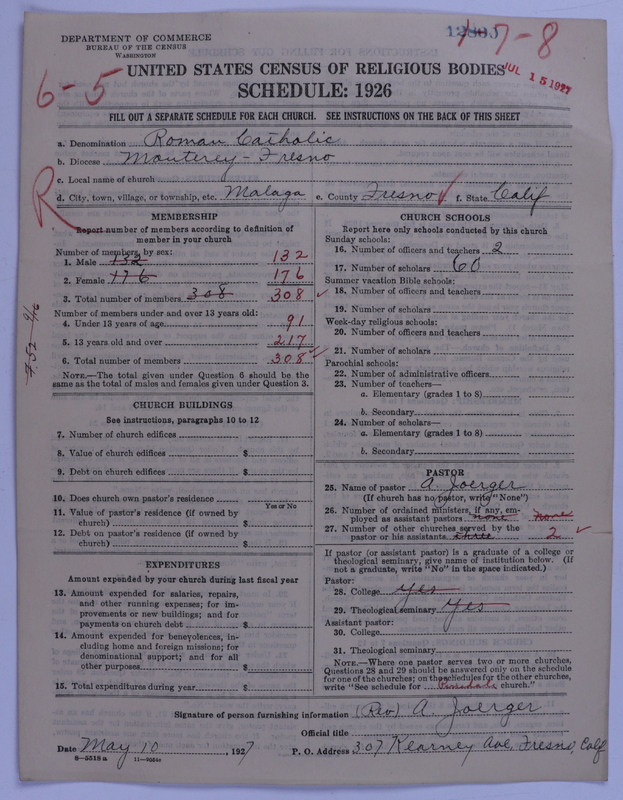 DEPARTMENT OF COMMERCE
BUREAU OF THE CENSUS
WASHINGTON
7-8
JUL 15 1927
6-5
UNITED STATES CENSUS OF RELIGIOUS BODIES
SCHEDULE: 1926
FILL OUT A SEPARATE SCHEDULE FOR EACH CHURCH. SEE INSTRUCTIONS ON THE BACK OF THIS SHEET
a. Denomination Roman Catholic
b. Diocese Monterey-Fresno
c. Local name of church
d. City, town, village, or township, etc. Malaga e. County Fresno ✓ f. State Calif
R
MEMBERSHIP
Report number of members according to definition of
member in your church
Number of members by sex:
1. Male 132 132
2. Female 176 176
3. Total number of members 308 308 ✓
Number of members under and over 13 years old:
4. Under 13 years of age 91
5. 13 years old and over 217
6. Total number of members 308 ✓
NOTE.—The total given under Question 6 should be the
same as the total of males and females given under Question 3.
CHURCH BUILDINGS
See instructions, paragraphs 10 to 12
7. Number of church edifices
8. Value of church edifices $
9. Debt on church edifices $
10. Does church own pastor's residence
Yes or No
11. Value of pastor's residence (if owned by
church) $
12. Debt on pastor's residence (if owned by
church) $
EXPENDITURES
Amount expended by your church during last fiscal year
13. Amount expended for salaries, repairs,
and other running expenses; for im-
provements or new buildings; and for
payments on church debt $
14. Amount expended for benevolences, in-
cluding home and foreign missions; for
denominational support; and for all
other purposes $
15. Total expenditures during year $
CHURCH SCHOOLS
Report here only schools conducted by this church
Sunday schools:
16. Number of officers and teachers 2
17. Number of scholars 60
Summer vacation Bible schools:
18. Number of officers and teachers
19. Number of scholars
Week-day religious schools:
20. Number of officers and teachers
21. Number of scholars
Parochial schools:
22. Number of administrative officers
23. Number of teachers—
a. Elementary (grades 1 to 8)
b. Secondary
24. Number of scholars—
a. Elementary (grades 1 to 8)
b. Secondary
PASTOR
25. Name of pastor A. Joerger
(If church has no pastor, write "None")
26. Number of ordained ministers, if any, em-
ployed as assistant pastors none none
27. Number of other churches served by the
pastor or his assistants three 2 ✓
If pastor (or assistant pastor) is a graduate of a college or
theological seminary, give name of institution below. (If
not a graduate, write "No" in the space indicated.)
Pastor:
28. College yes
29. Theological seminary yes
Assistant pastor:
30. College
31. Theological seminary
NOTE.—Where one pastor serves two or more churches,
Questions 28 and 29 should be answered only on the schedule
for one of the churches; on the schedules for the other churches,
write "See schedule for Pinedale church."
Signature of person furnishing information (Rev) A. Joerger
Official title
Date May 10, 1927 P. O. Address 307 Kearney Ave, Fresno, Calif
8-5518 a